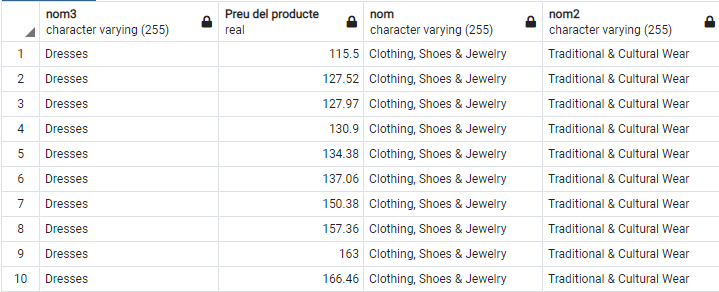 nom3 Preu del producte nom nom2
character varying (255) real character varying (255) character varying (255)
1 Dresses 115.5 Clothing, Shoes & Jewelry Traditional & Cultural Wear
2 Dresses 127.52 Clothing, Shoes & Jewelry Traditional & Cultural Wear
3 Dresses 127.97 Clothing, Shoes & Jewelry Traditional & Cultural Wear
4 Dresses 130.9 Clothing, Shoes & Jewelry Traditional & Cultural Wear
5 Dresses 134.38 Clothing, Shoes & Jewelry Traditional & Cultural Wear
6 Dresses 137.06 Clothing, Shoes & Jewelry Traditional & Cultural Wear
7 Dresses 150.38 Clothing, Shoes & Jewelry Traditional & Cultural Wear
8 Dresses 157.36 Clothing, Shoes & Jewelry Traditional & Cultural Wear
9 Dresses 163 Clothing, Shoes & Jewelry Traditional & Cultural Wear
10 Dresses 166.46 Clothing, Shoes & Jewelry Traditional & Cultural Wear